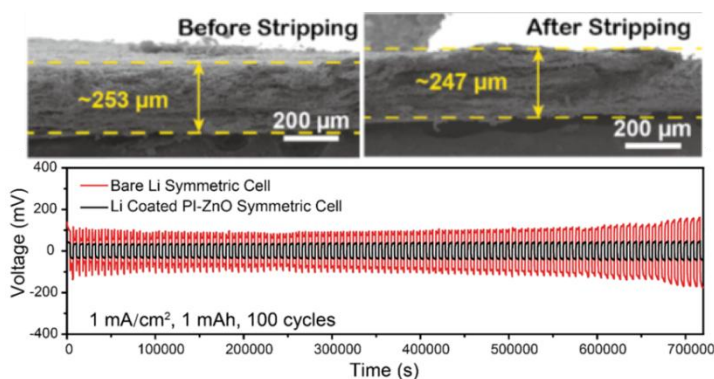 Before Stripping
~253 µm
200 µm
After Stripping
~247 µm
200 µm
400
200
0
-200
-400
Voltage (mV)
Bare Li Symmetric Cell
Li Coated PI-ZnO Symmetric Cell
1 mA/cm², 1 mAh, 100 cycles
0 100000 200000 300000 400000 500000 600000 700000
Time (s)